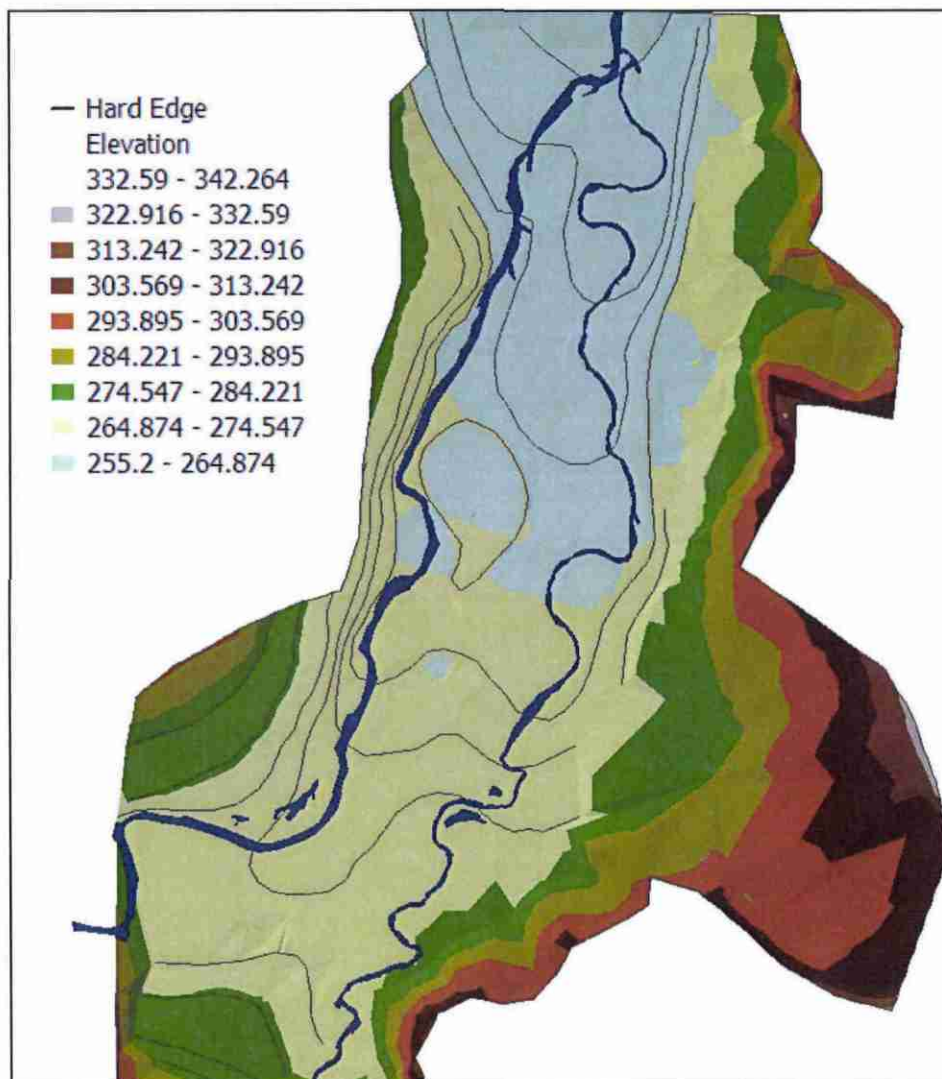 Hard Edge
Elevation
332.59 - 342.264
322.916 - 332.59
313.242 - 322.916
303.569 - 313.242
293.895 - 303.569
284.221 - 293.895
274.547 - 284.221
264.874 - 274.547
255.2 - 264.874